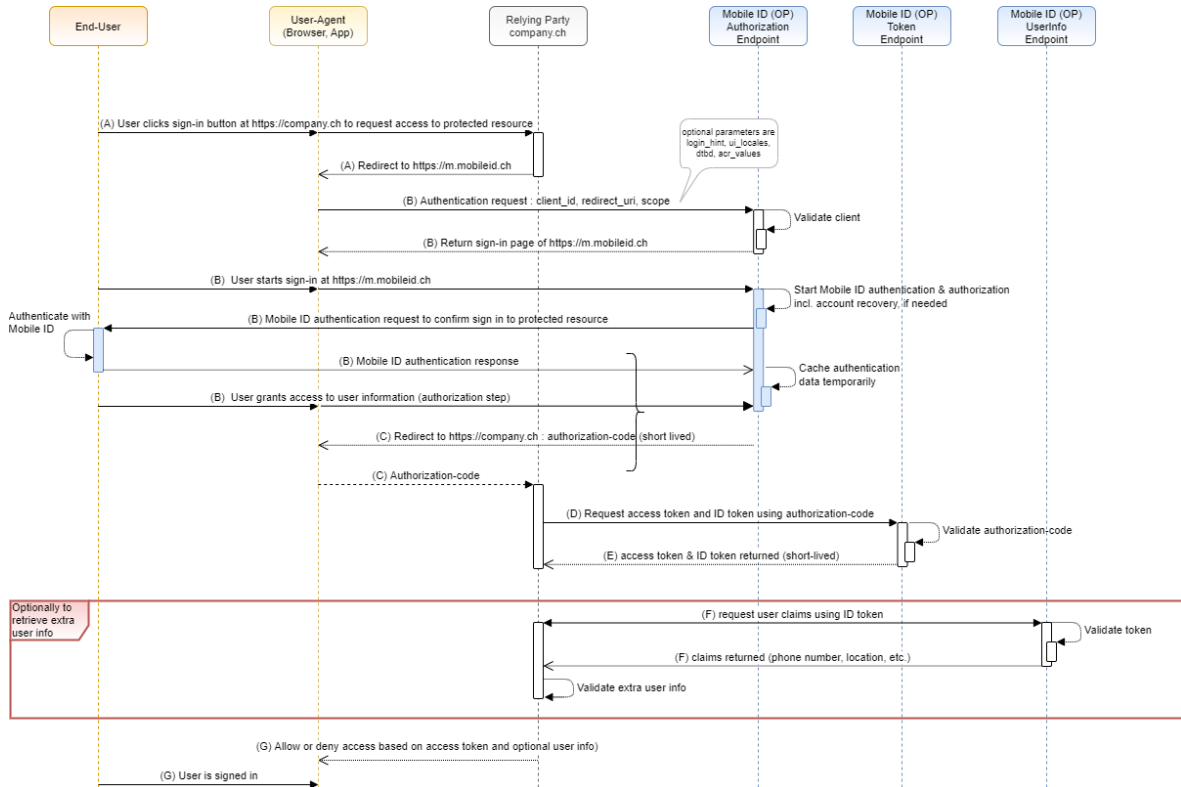 End-User
User-Agent
(Browser, App)
Relying Party
company.ch
Mobile ID (OP)
Authorization
Endpoint
Mobile ID (OP)
Token
Endpoint
Mobile ID (OP)
UserInfo
Endpoint
(A) User clicks sign-in button at https://company.ch to request access to protected resource
optional parameters are
login_hint, ui_locales,
dtbd, acr_values
(A) Redirect to https://m.mobileid.ch
(B) Authentication request : client_id, redirect_uri, scope
Validate client
(B) Return sign-in page of https://m.mobileid.ch
(B) User starts sign-in at https://m.mobileid.ch
Start Mobile ID authentication & authorization
incl. account recovery, if needed
Authenticate with
Mobile ID
(B) Mobile ID authentication request to confirm sign in to protected resource
(B) Mobile ID authentication response
Cache authentication
data temporarily
(B) User grants access to user information (authorization step)
(C) Redirect to https://company.ch : authorization-code (short lived)
(C) Authorization-code
(D) Request access token and ID token using authorization-code
Validate authorization-code
(E) access token & ID token returned (short-lived)
Optionally to
retrieve extra
user info
(F) request user claims using ID token
Validate token
(F) claims returned (phone number, location, etc.)
Validate extra user info
(G) Allow or deny access based on access token and optional user info)
(G) User is signed in